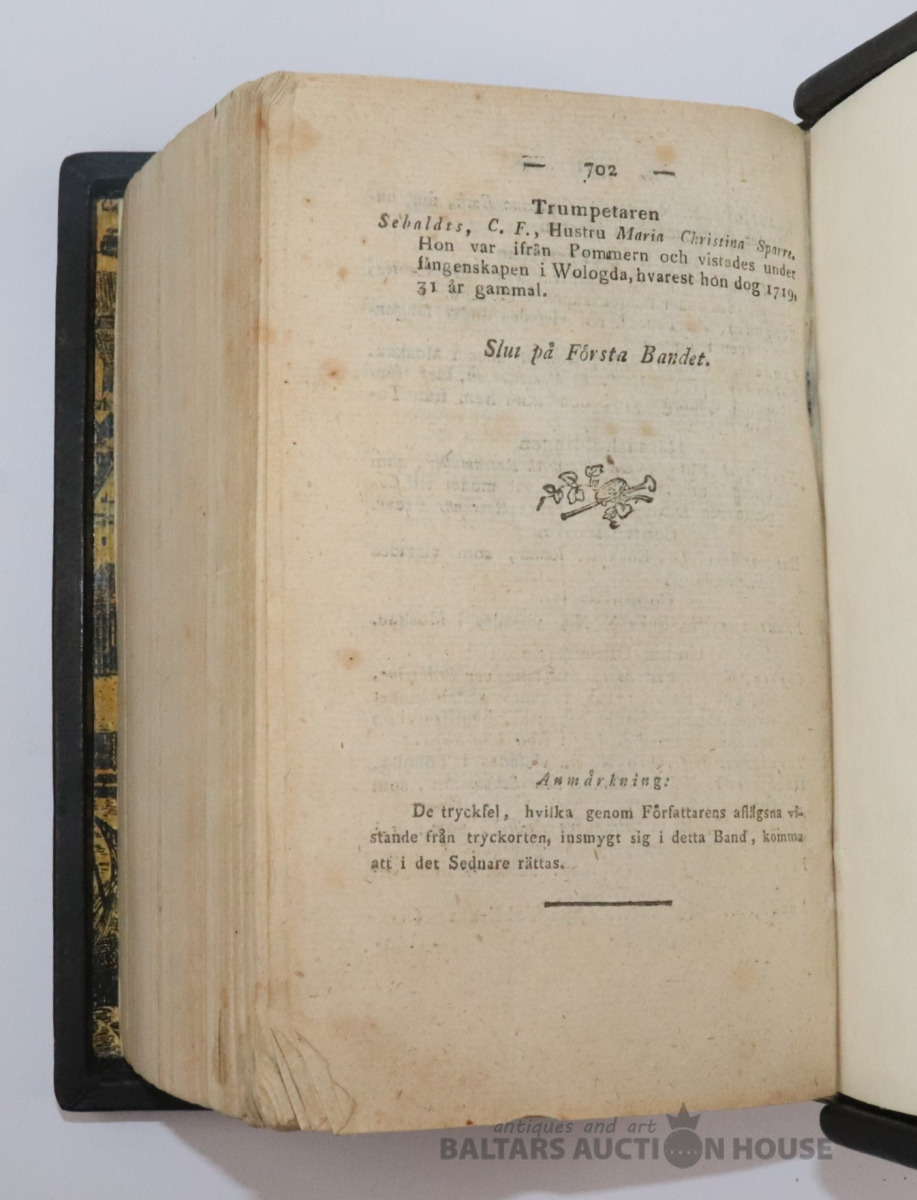 — 702 —
Trumpetaren
Sebaldts, C. F., Hustru Maria Christina Sparre.
Hon var ifrån Pommern och vistades under
fångenskapen i Wologda, hvarest hon dog 1719,
31 år gammal.
Slut på Första Bandet.
Anmärkning:
De tryckfel, hvilka genom Författarens aflägsna vi-
stande från tryckorten, insmygt sig i detta Band, komma
att i det Sednare rättas.
antiques and art
BALTARS AUCTION HOUSE